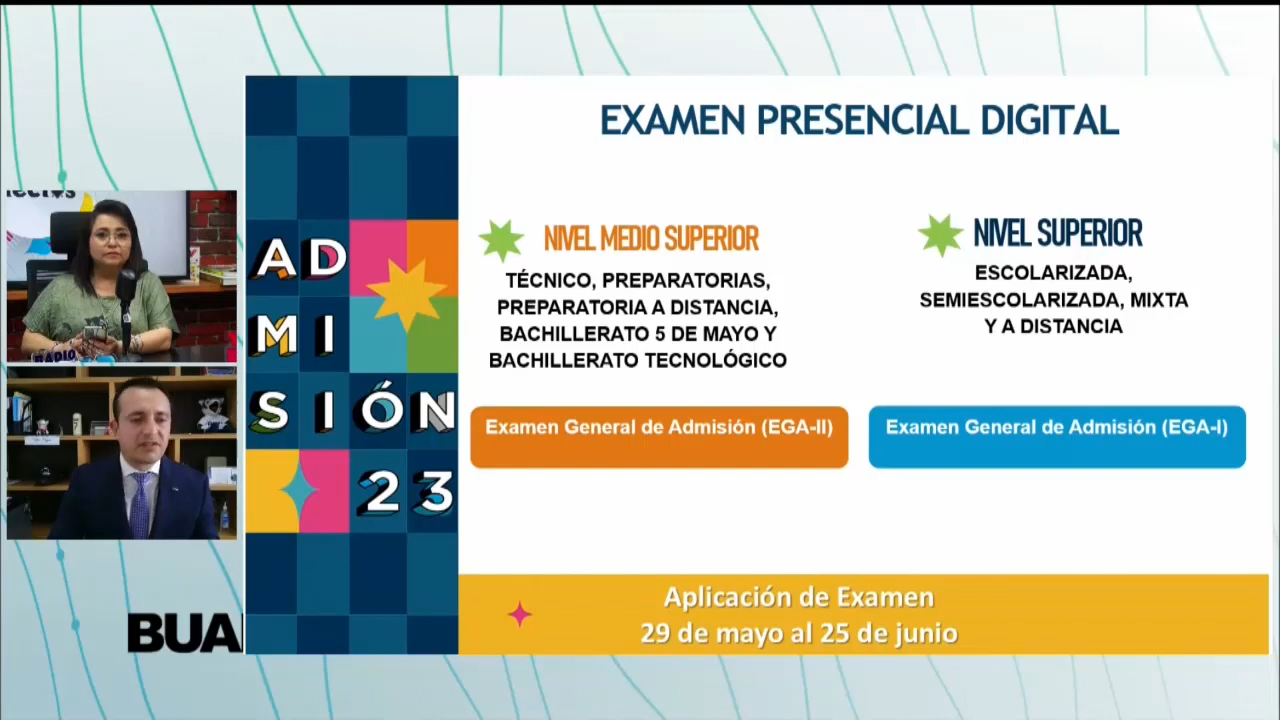 EXAMEN PRESENCIAL DIGITAL
NIVEL MEDIO SUPERIOR
TÉCNICO, PREPARATORIAS,
PREPARATORIA A DISTANCIA,
BACHILLERATO 5 DE MAYO Y
BACHILLERATO TECNOLÓGICO
Examen General de Admisión (EGA-II)
NIVEL SUPERIOR
ESCOLARIZADA,
SEMIESCOLARIZADA, MIXTA
Y A DISTANCIA
Examen General de Admisión (EGA-I)
Aplicación de Examen
29 de mayo al 25 de junio
AD
MI
SIÓN
23
RADIO
BUA